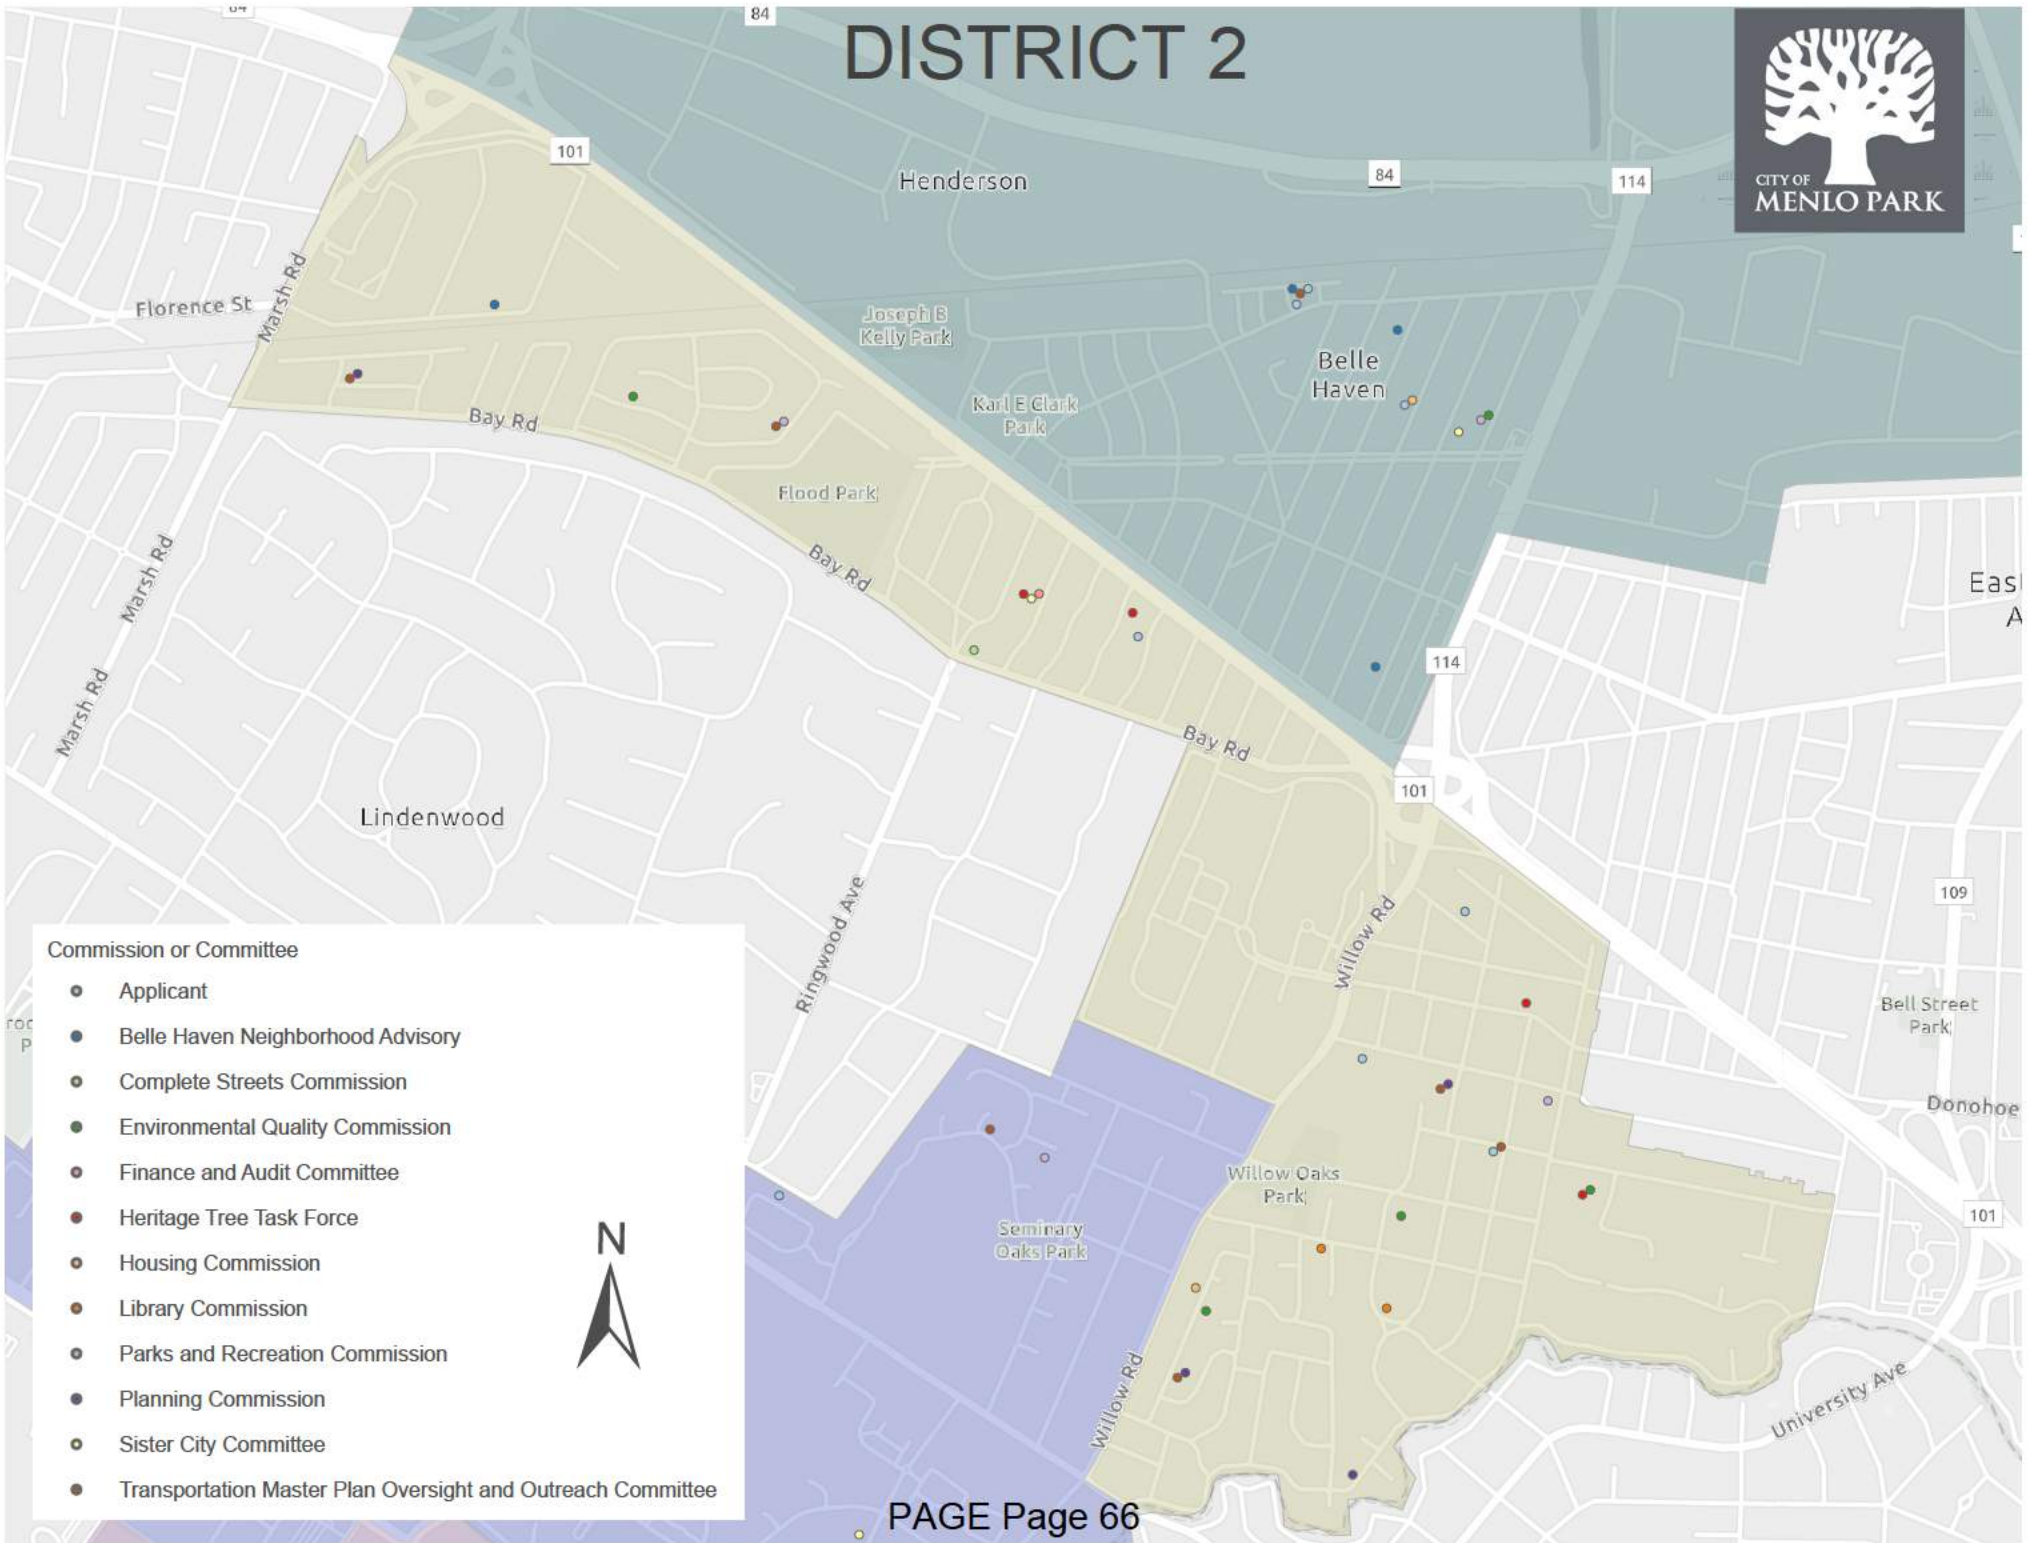 84
84
DISTRICT 2
101
Henderson
84
114
CITY OF
MENLO PARK
Florence St
Marsh Rd
Joseph B
Kelly Park
Belle
Haven
Karl E Clark
Park
Bay Rd
Flood Park
Marsh Rd
Bay Rd
East
A
Marsh Rd
114
Bay Rd
101
Lindenwood
Ringwood Ave
Willow Rd
109
Bell Street
Park
Donohoe
Commission or Committee
Applicant
Belle Haven Neighborhood Advisory
Complete Streets Commission
Environmental Quality Commission
Finance and Audit Committee
Heritage Tree Task Force
Housing Commission
Library Commission
Parks and Recreation Commission
Planning Commission
Sister City Committee
Transportation Master Plan Oversight and Outreach Committee
N
Willow Oaks
Park
Seminary
Oaks Park
101
Willow Rd
University Ave
PAGE Page 66